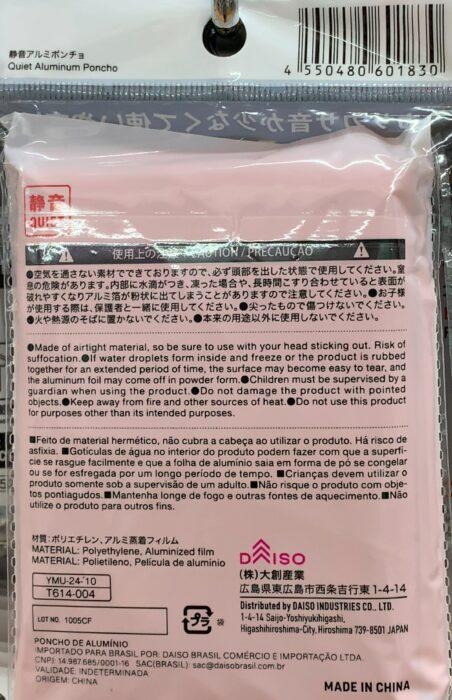 静音アルミポンチョ
Quiet Aluminum Poncho
4 550480 601830
静音
QUIET
使用上の注意 / CAUTION / PRECAUÇÃO
●空気を通さない素材でできておりますので、必ず頭部を出した状態で使用してください。窒
息の危険があります。●内部に水滴がつき、凍った場合や、長時間こすり合わせていると表面が
破れやすくなりアルミ箔が粉状に出てしまうことがありますので注意してください。●お子様
が使用する際は、保護者と一緒に使用してください。●尖ったもので傷つけないでください。
●火や熱源のそばに置かないでください。●本来の用途以外に使用しないでください。
●Made of airtight material, so be sure to use with your head sticking out. Risk of
suffocation.●If water droplets form inside and freeze or the product is rubbed
together for an extended period of time, the surface may become easy to tear, and
the aluminum foil may come off in powder form.●Children must be supervised by a
guardian when using the product.●Do not damage the product with pointed
objects.●Keep away from fire and other sources of heat.●Do not use this product
for purposes other than its intended purposes.
■Feito de material hermético, não cubra a cabeça ao utilizar o produto. Há risco de
asfixia. ■Gotículas de água no interior do produto podem fazer com que a superfí-
cie se rasgue facilmente e que a folha de alumínio saia em forma de pó se congelar
ou se for esfregada por um longo período de tempo. ■Crianças devem utilizar o
produto somente sob a supervisão de um adulto.■Não risque o produto com obje-
tos pontiagudos.■Mantenha longe de fogo e outras fontes de aquecimento.■Não
utilize o produto para outros fins.
材質：ポリエチレン、アルミ蒸着フィルム
MATERIAL: Polyethylene, Aluminized film
MATERIAL: Polietileno, Película de alumínio
YMU-24-'10
T614-004
LOT NO. 1005CF
プラ
袋
DAISO
(株)大創産業
広島県東広島市西条吉行東1-4-14
Distributed by DAISO INDUSTRIES CO., LTD.
1-4-14 Saijo-Yoshiyukihigashi,
Higashihiroshima-City, Hiroshima 739-8501 JAPAN
PONCHO DE ALUMÍNIO
IMPORTADO PARA BRASIL POR: DAISO BRASIL COMÉRCIO E IMPORTAÇÃO LTDA.
CNPJ: 14.987.685/0001-16 SAC(BRASIL): sac@daisobrasil.com.br
VALIDADE: INDETERMINADA
ORIGEM: CHINA
MADE IN CHINA